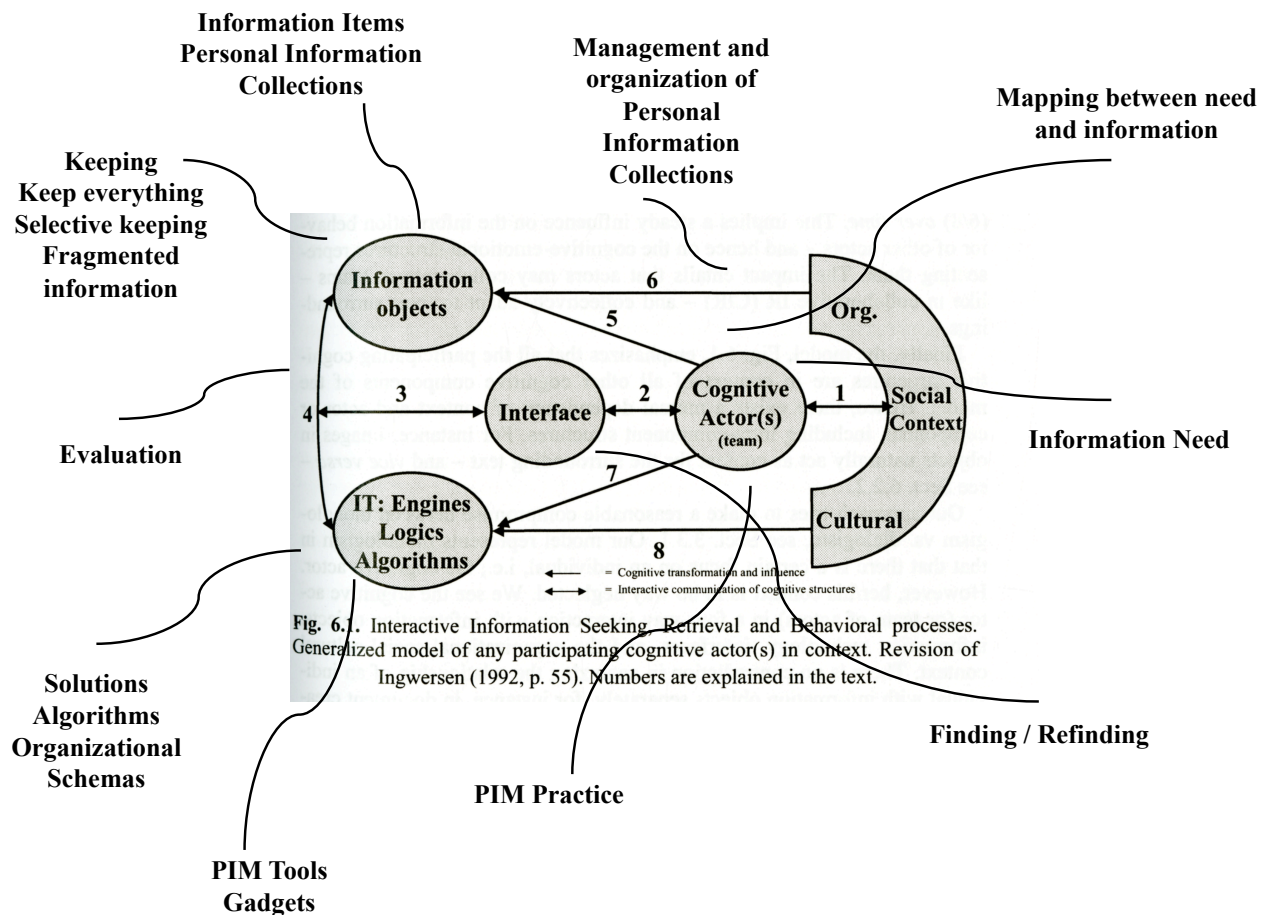 Information Items
Personal Information
Collections
Management and
organization of
Personal
Information
Collections
Mapping between need
and information
Keeping
Keep everything
Selective keeping
Fragmented
information
Information
objects
6
5
Org.
3
2
Cognitive
Actor(s)
(team)
1
Social
Context
4
Interface
Evaluation
Information Need
7
IT: Engines
Logics
Algorithms
Cultural
8
= Cognitive transformation and influence
= Interactive communication of cognitive structures
Fig. 6.1. Interactive Information Seeking, Retrieval and Behavioral processes.
Generalized model of any participating cognitive actor(s) in context. Revision of
Ingwersen (1992, p. 55). Numbers are explained in the text.
Solutions
Algorithms
Organizational
Schemas
Finding / Refinding
PIM Practice
PIM Tools
Gadgets